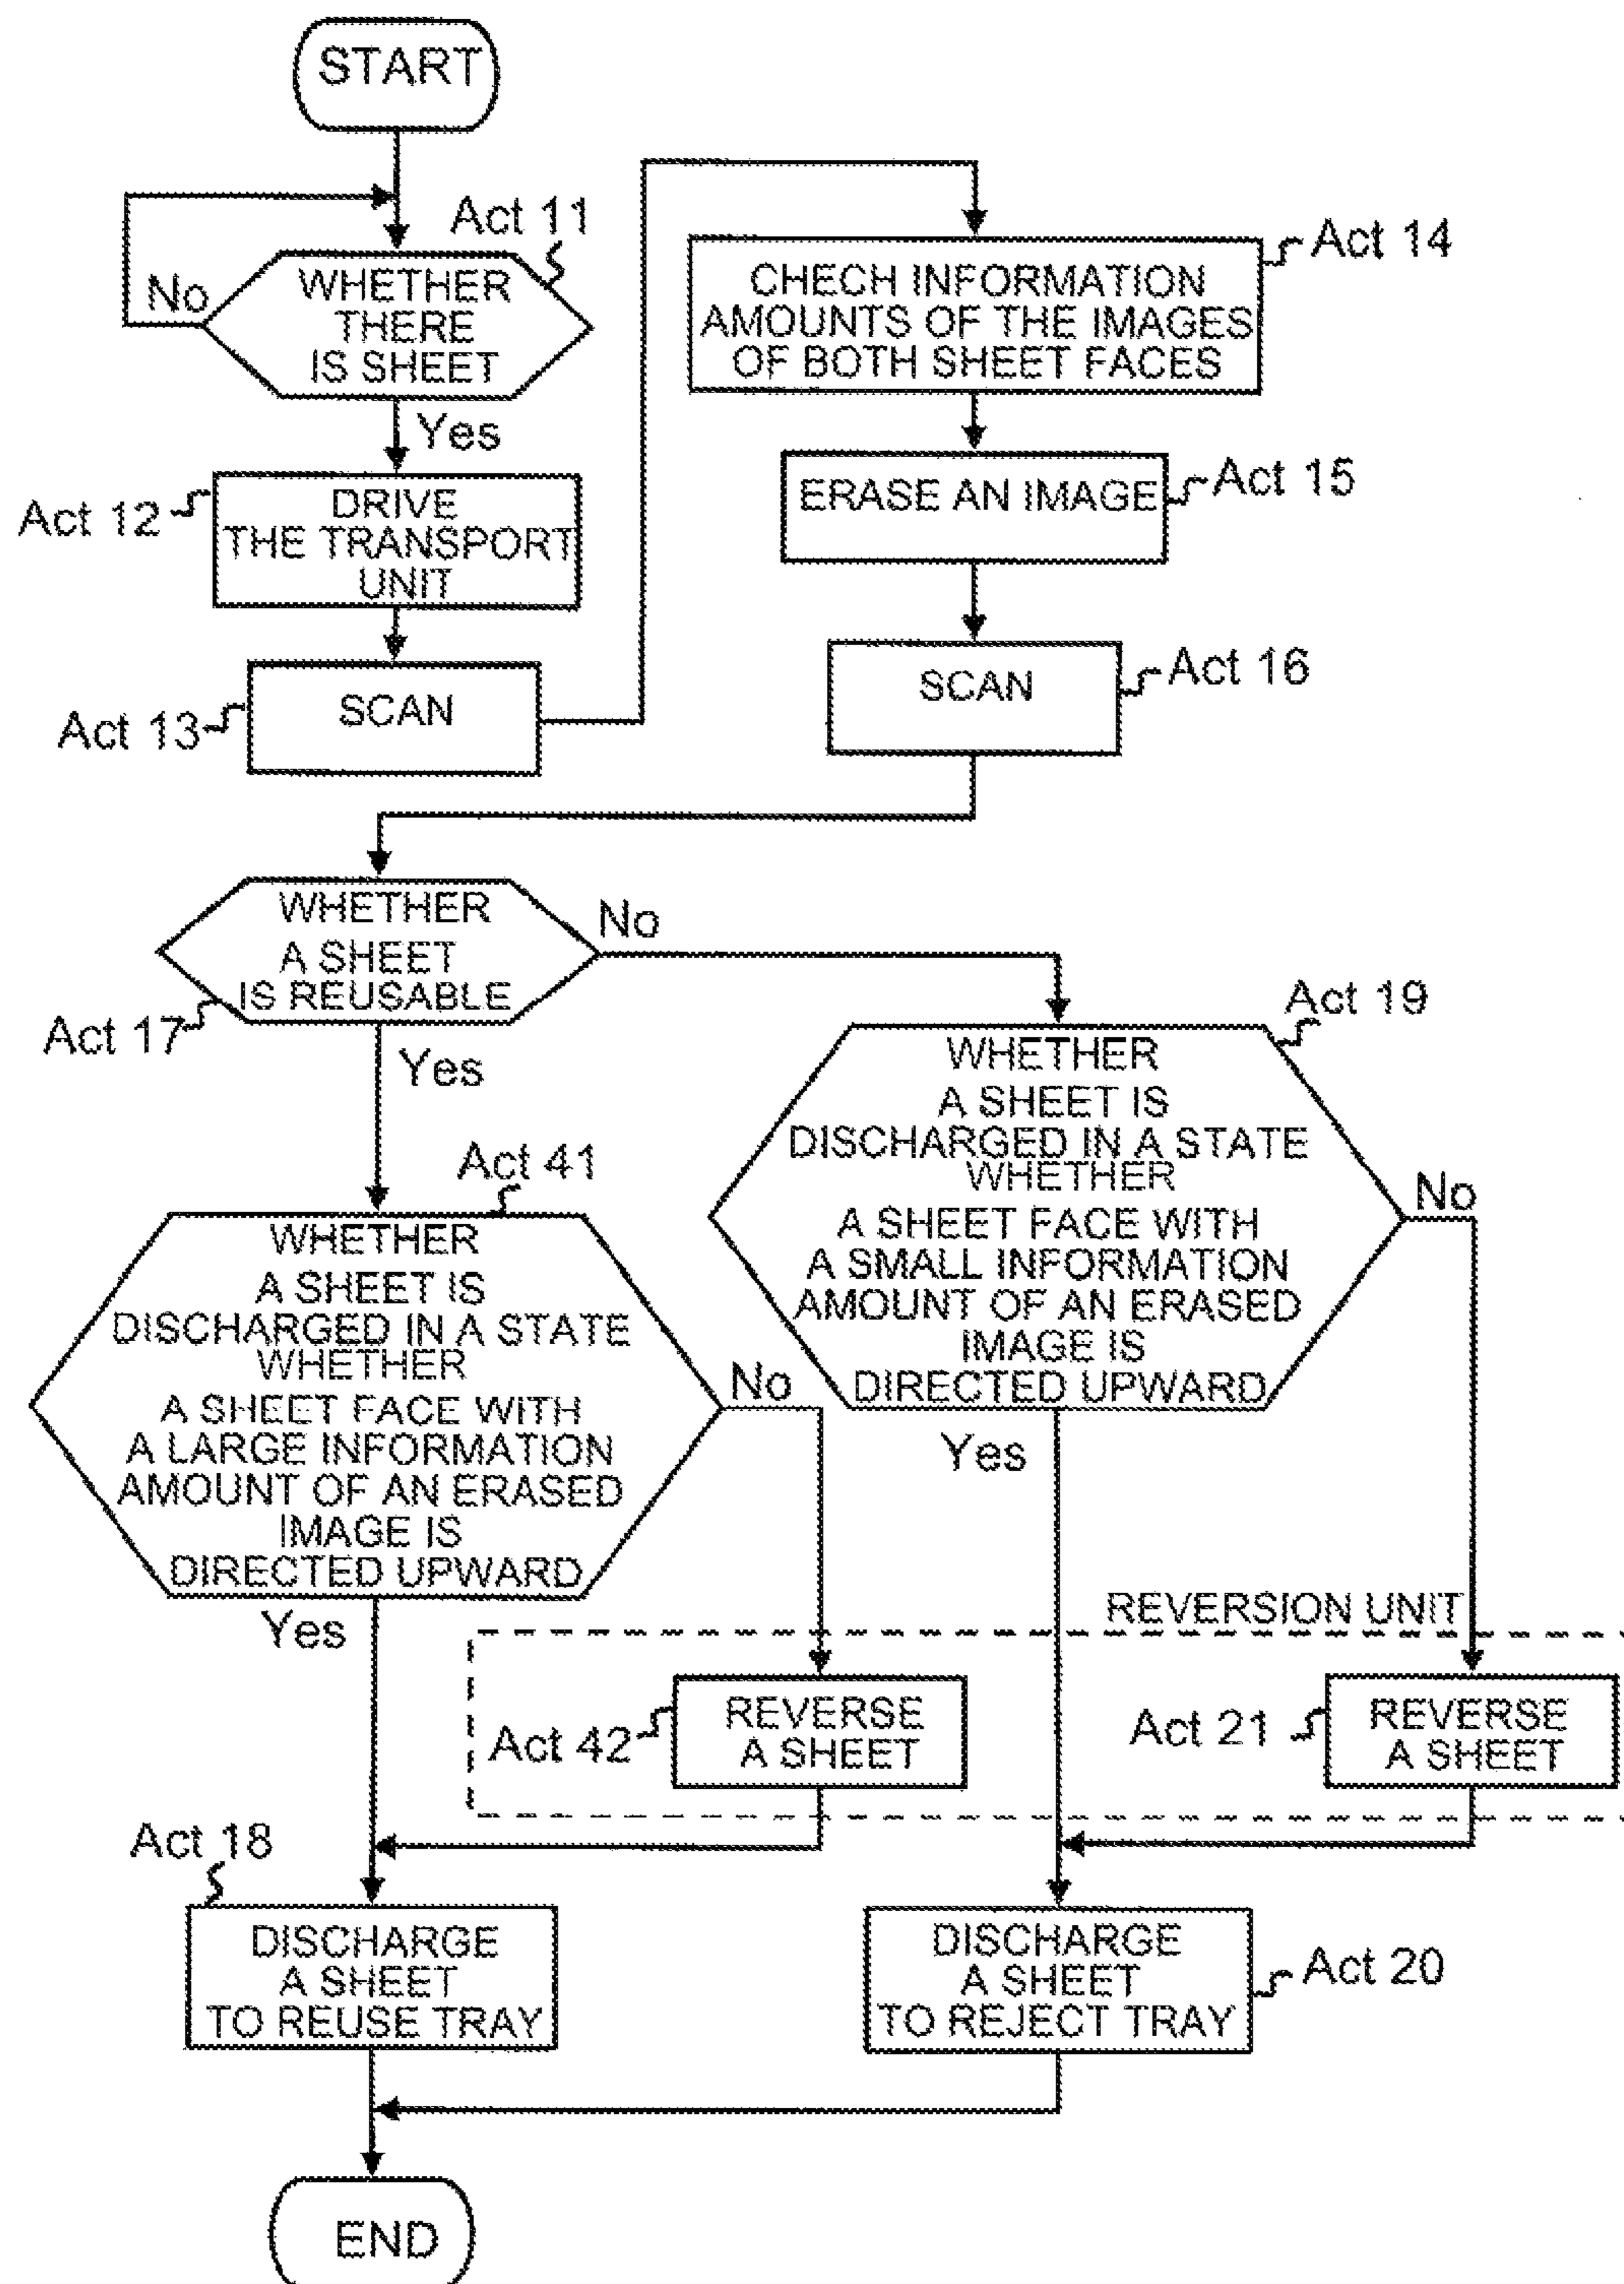 START
Act 11
No
WHETHER
THERE
IS SHEET
Yes
Act 12
DRIVE
THE TRANSPORT
UNIT
Act 13
SCAN
Act 14
CHECH INFORMATION
AMOUNTS OF THE IMAGES
OF BOTH SHEET FACES
ERASE AN IMAGE
Act 15
SCAN
Act 16
WHETHER
A SHEET
IS REUSABLE
No
Act 17
Yes
Act 19
WHETHER
A SHEET IS
DISCHARGED IN A STATE
WHETHER
A SHEET FACE WITH
A SMALL INFORMATION
AMOUNT OF AN ERASED
IMAGE IS
DIRECTED UPWARD
No
Yes
Act 41
WHETHER
A SHEET IS
DISCHARGED IN A STATE
WHETHER
A SHEET FACE WITH
A LARGE INFORMATION
AMOUNT OF AN ERASED
IMAGE IS
DIRECTED UPWARD
No
Yes
REVERSION UNIT
Act 42
REVERSE
A SHEET
Act 21
REVERSE
A SHEET
Act 18
DISCHARGE
A SHEET
TO REUSE TRAY
DISCHARGE
A SHEET
TO REJECT TRAY
Act 20
END